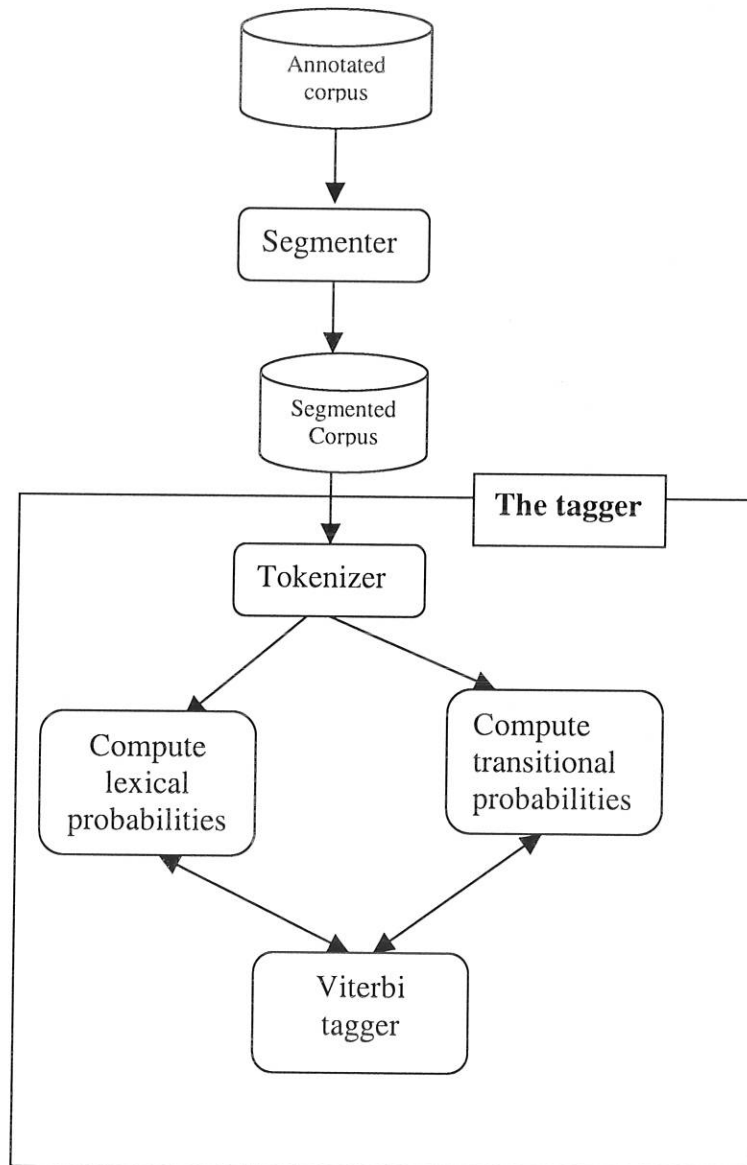 Annotated
corpus
Segmenter
Segmented
Corpus
The tagger
Tokenizer
Compute
lexical
probabilities
Compute
transitional
probabilities
Viterbi
tagger